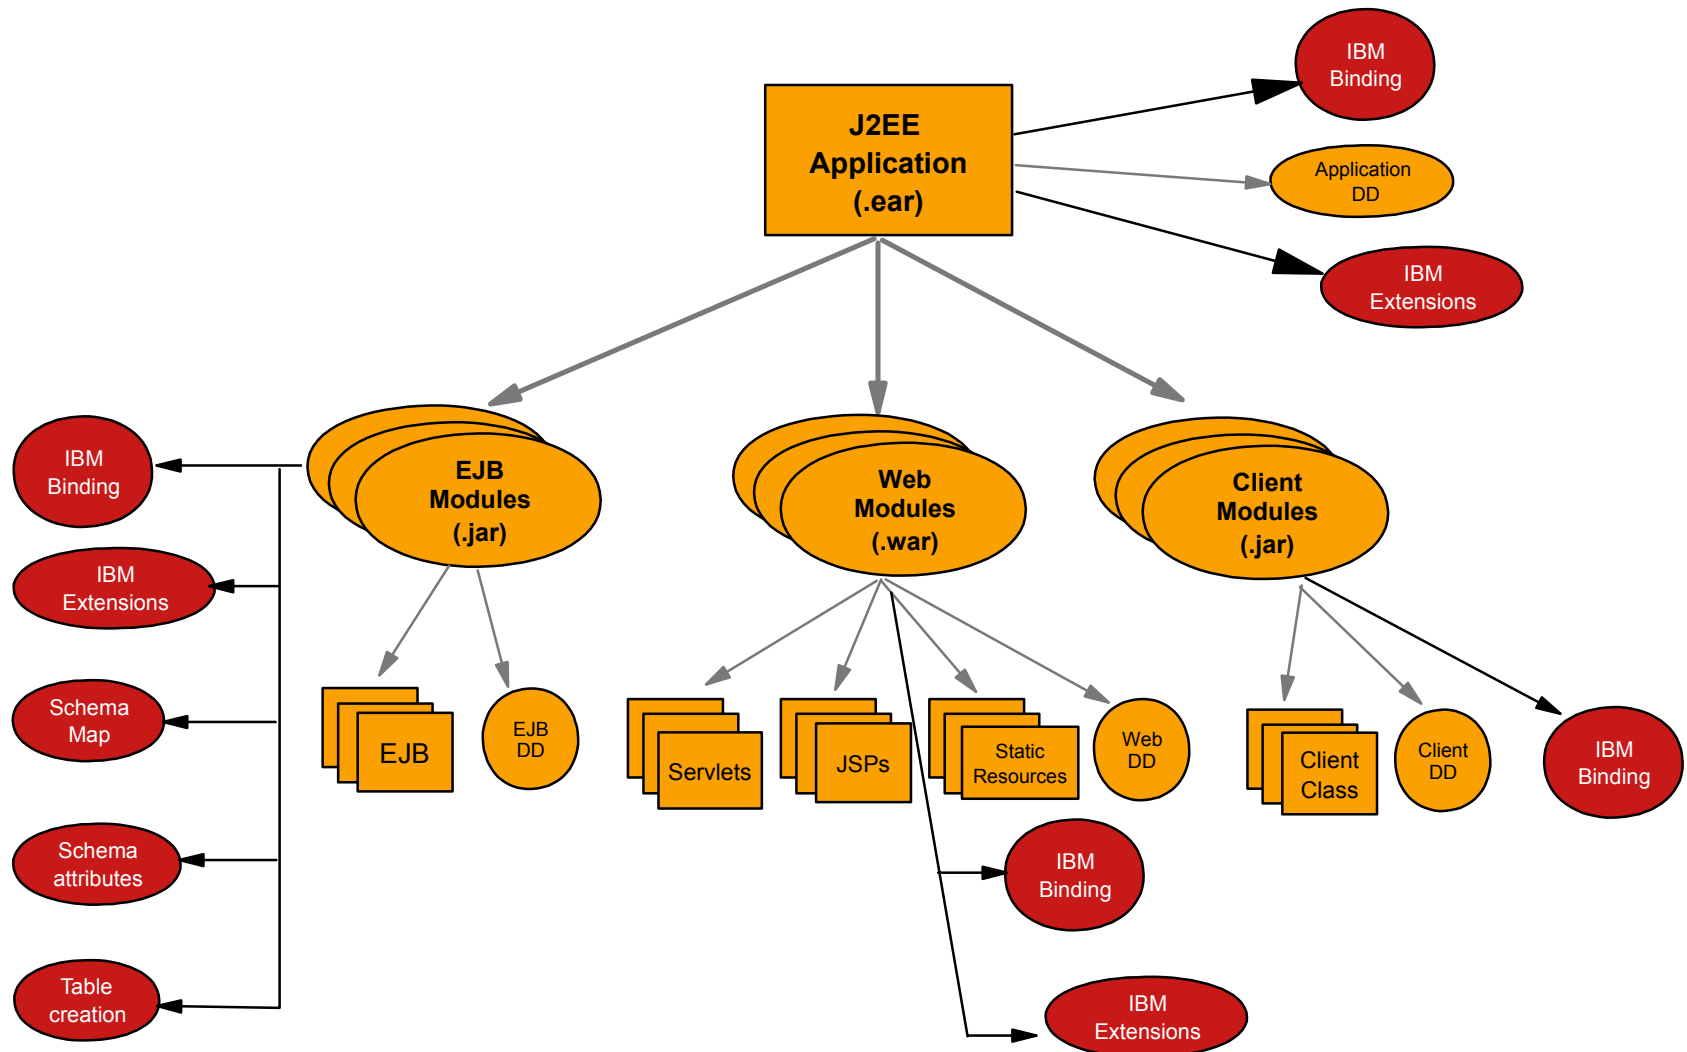 IBM
Binding
J2EE
Application
(.ear)
Application
DD
IBM
Extensions
IBM
Binding
EJB
Modules
(.jar)
Web
Modules
(.war)
Client
Modules
(.jar)
IBM
Extensions
Schema
Map
EJB
EJB
DD
Servlets
JSPs
Static
Resources
Web
DD
Client
Class
Client
DD
IBM
Binding
Schema
attributes
IBM
Binding
Table
creation
IBM
Extensions